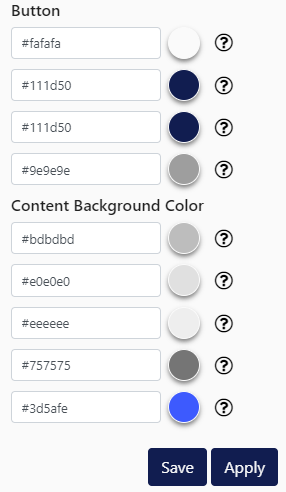 Button
#fafafa
#111d50
#111d50
#9e9e9e
Content Background Color
#bdbdbd
#e0e0e0
#eeeeee
#757575
#3d5afe
Save Apply